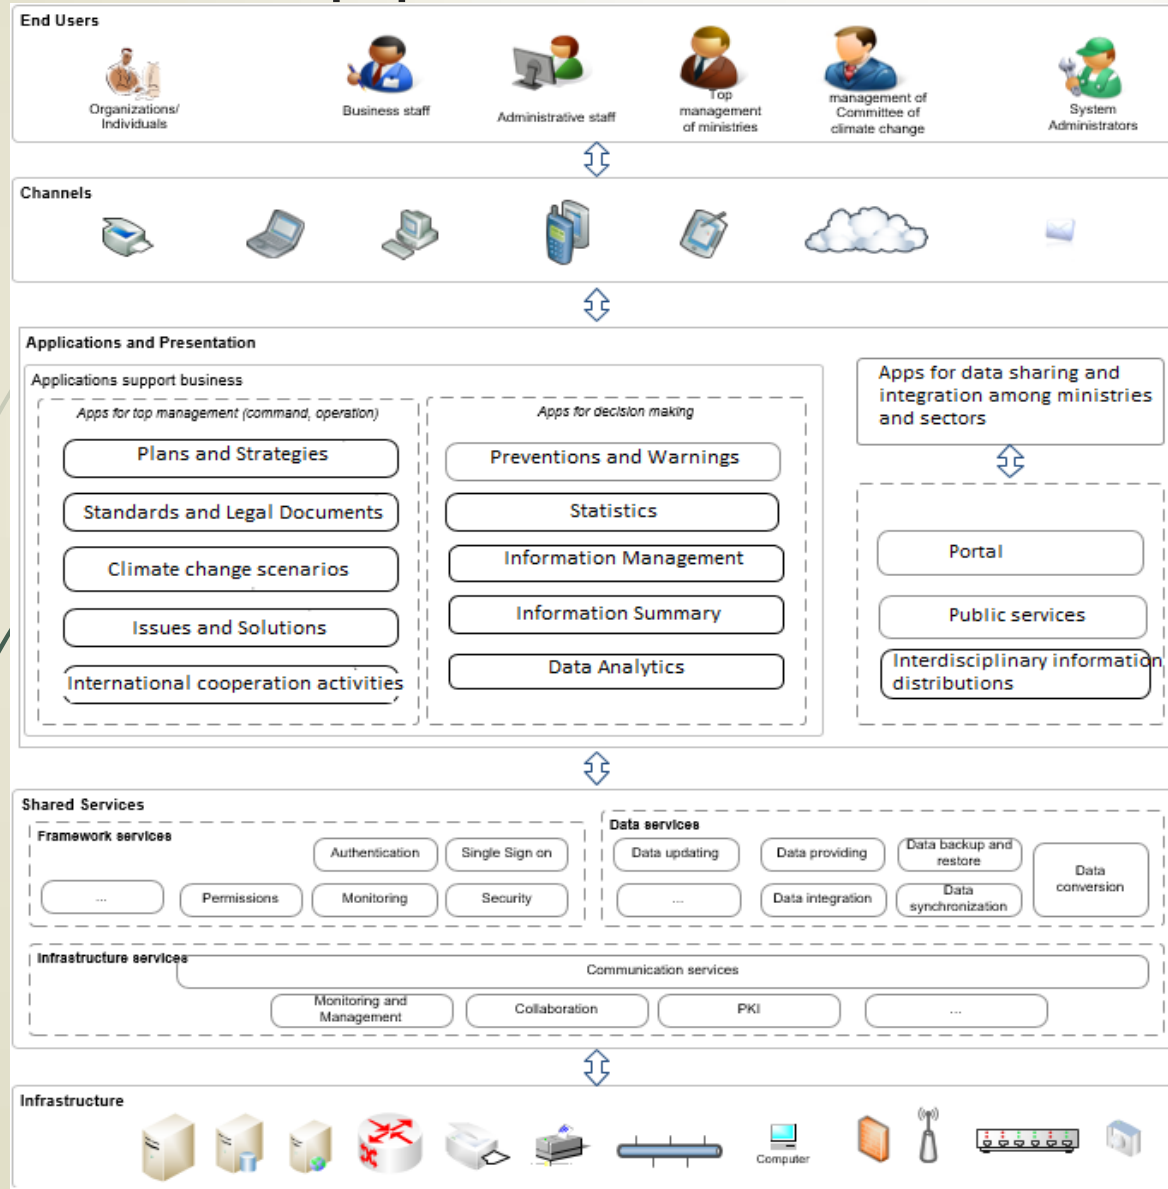 End Users
Organizations/
Individuals
Business staff
Administrative staff
Top
management
of ministries
management of
Committee of
climate change
System
Administrators
Channels
Applications and Presentation
Applications support business
Apps for top management (command, operation)
Plans and Strategies
Standards and Legal Documents
Climate change scenarios
Issues and Solutions
International cooperation activities
Apps for decision making
Preventions and Warnings
Statistics
Information Management
Information Summary
Data Analytics
Apps for data sharing and
integration among ministries
and sectors
Portal
Public services
Interdisciplinary information
distributions
Shared Services
Framework services
Authentication
Single Sign on
...
Permissions
Monitoring
Security
Data services
Data updating
Data providing
Data backup and
restore
Data
conversion
...
Data integration
Data
synchronization
Infrastructure services
Communication services
Monitoring and
Management
Collaboration
PKI
...
Infrastructure
Computer